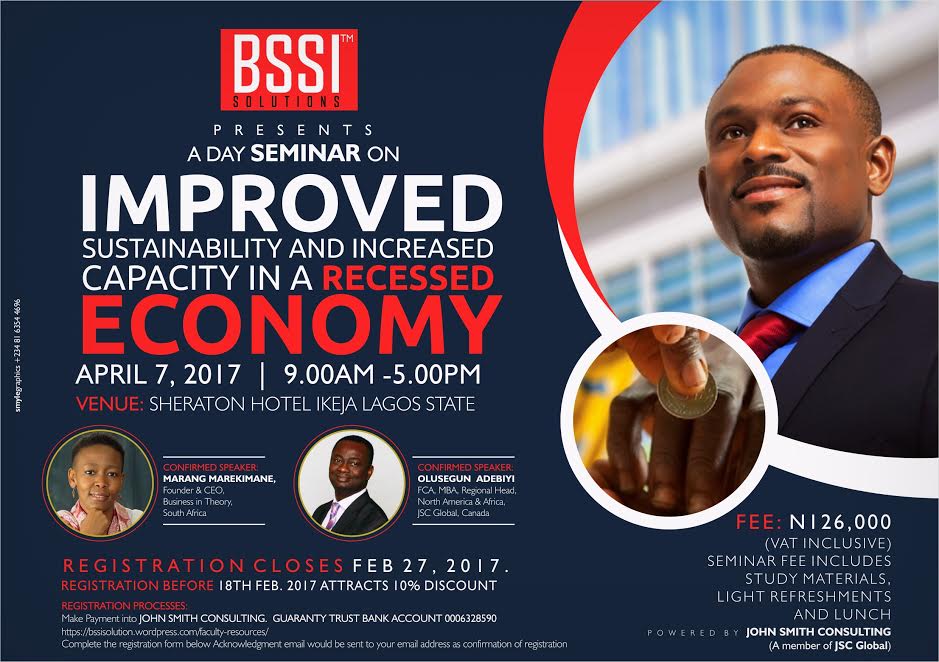 BSSI™
SOLUTIONS
PRESENTS
A DAY SEMINAR ON
IMPROVED
SUSTAINABILITY AND INCREASED
CAPACITY IN A RECESSED
ECONOMY
APRIL 7, 2017 | 9.00AM -5.00PM
VENUE: SHERATON HOTEL IKEJA LAGOS STATE
CONFIRMED SPEAKER:
MARANG MAREKIMANE,
Founder & CEO,
Business in Theory,
South Africa
CONFIRMED SPEAKER:
OLUSEGUN ADEBIYI
FCA, MBA, Regional Head,
North America & Africa,
JSC Global, Canada
REGISTRATION CLOSES FEB 27, 2017.
REGISTRATION BEFORE 18TH FEB. 2017 ATTRACTS 10% DISCOUNT
REGISTRATION PROCESSES:
Make Payment into JOHN SMITH CONSULTING. GUARANTY TRUST BANK ACCOUNT 0006328590
https://bssisolution.wordpress.com/faculty-resources/
Complete the registration form below Acknowledgment email would be sent to your email address as confirmation of registration
FEE: N126,000
(VAT INCLUSIVE)
SEMINAR FEE INCLUDES
STUDY MATERIALS,
LIGHT REFRESHMENTS
AND LUNCH
POWERED BY JOHN SMITH CONSULTING
(A member of JSC Global)
smylegraphics +234 81 6354 4696